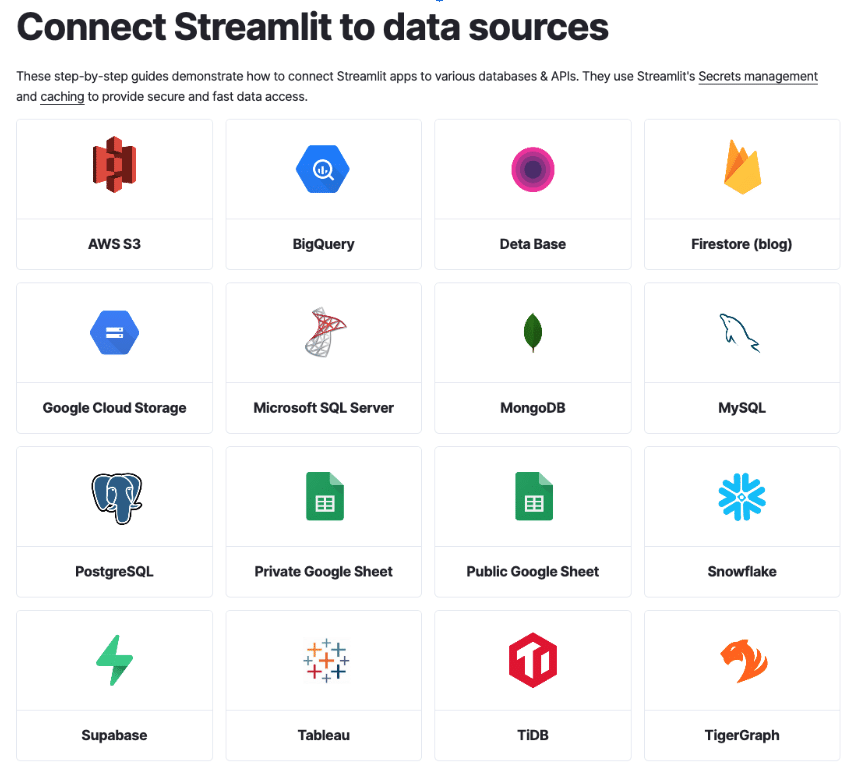 Connect Streamlit to data sources
These step-by-step guides demonstrate how to connect Streamlit apps to various databases & APIs. They use Streamlit's Secrets management
and caching to provide secure and fast data access.
AWS S3
BigQuery
Deta Base
Firestore (blog)
Google Cloud Storage
Microsoft SQL Server
MongoDB
MySQL
PostgreSQL
Private Google Sheet
Public Google Sheet
Snowflake
Supabase
Tableau
TiDB
TigerGraph